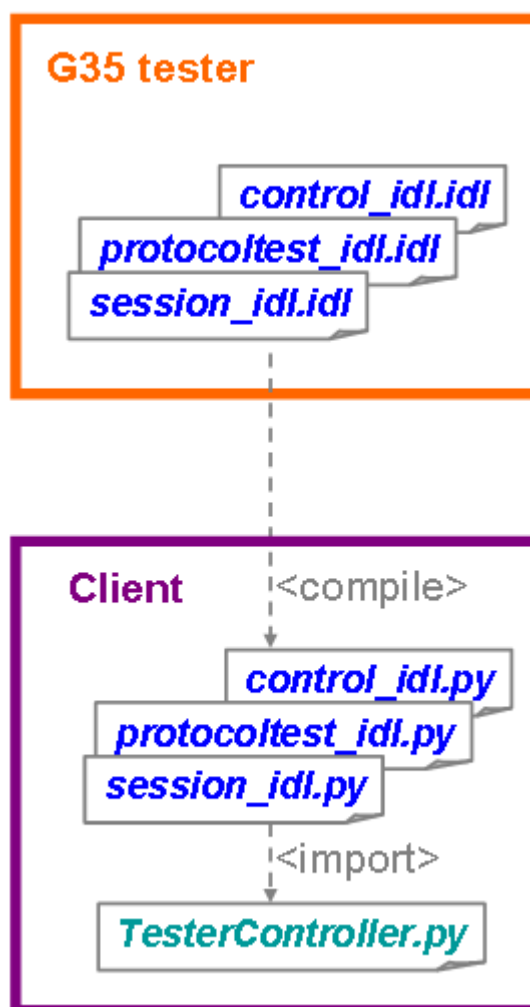 G35 tester
control_idl.idl
protocoltest_idl.idl
session_idl.idl
Client
<compile>
control_idl.py
protocoltest_idl.py
session_idl.py
<import>
TesterController.py